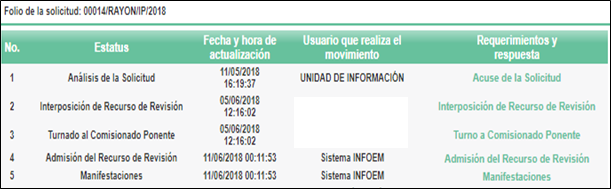 Folio de la solicitud: 00014/RAYON/IP/2018
No. Estatus Fecha y hora de actualización Usuario que realiza el movimiento Requerimientos y respuesta
1 Análisis de la Solicitud 11/05/2018 16:19:37 UNIDAD DE INFORMACIÓN Acuse de la Solicitud
2 Interposición de Recurso de Revisión 05/06/2018 12:16:02 Interposición de Recurso de Revisión
3 Turnado al Comisionado Ponente 05/06/2018 12:16:02 Turno a Comisionado Ponente
4 Admisión del Recurso de Revisión 11/06/2018 00:11:53 Sistema INFOEM Admisión del Recurso de Revisión
5 Manifestaciones 11/06/2018 00:11:53 Sistema INFOEM Manifestaciones